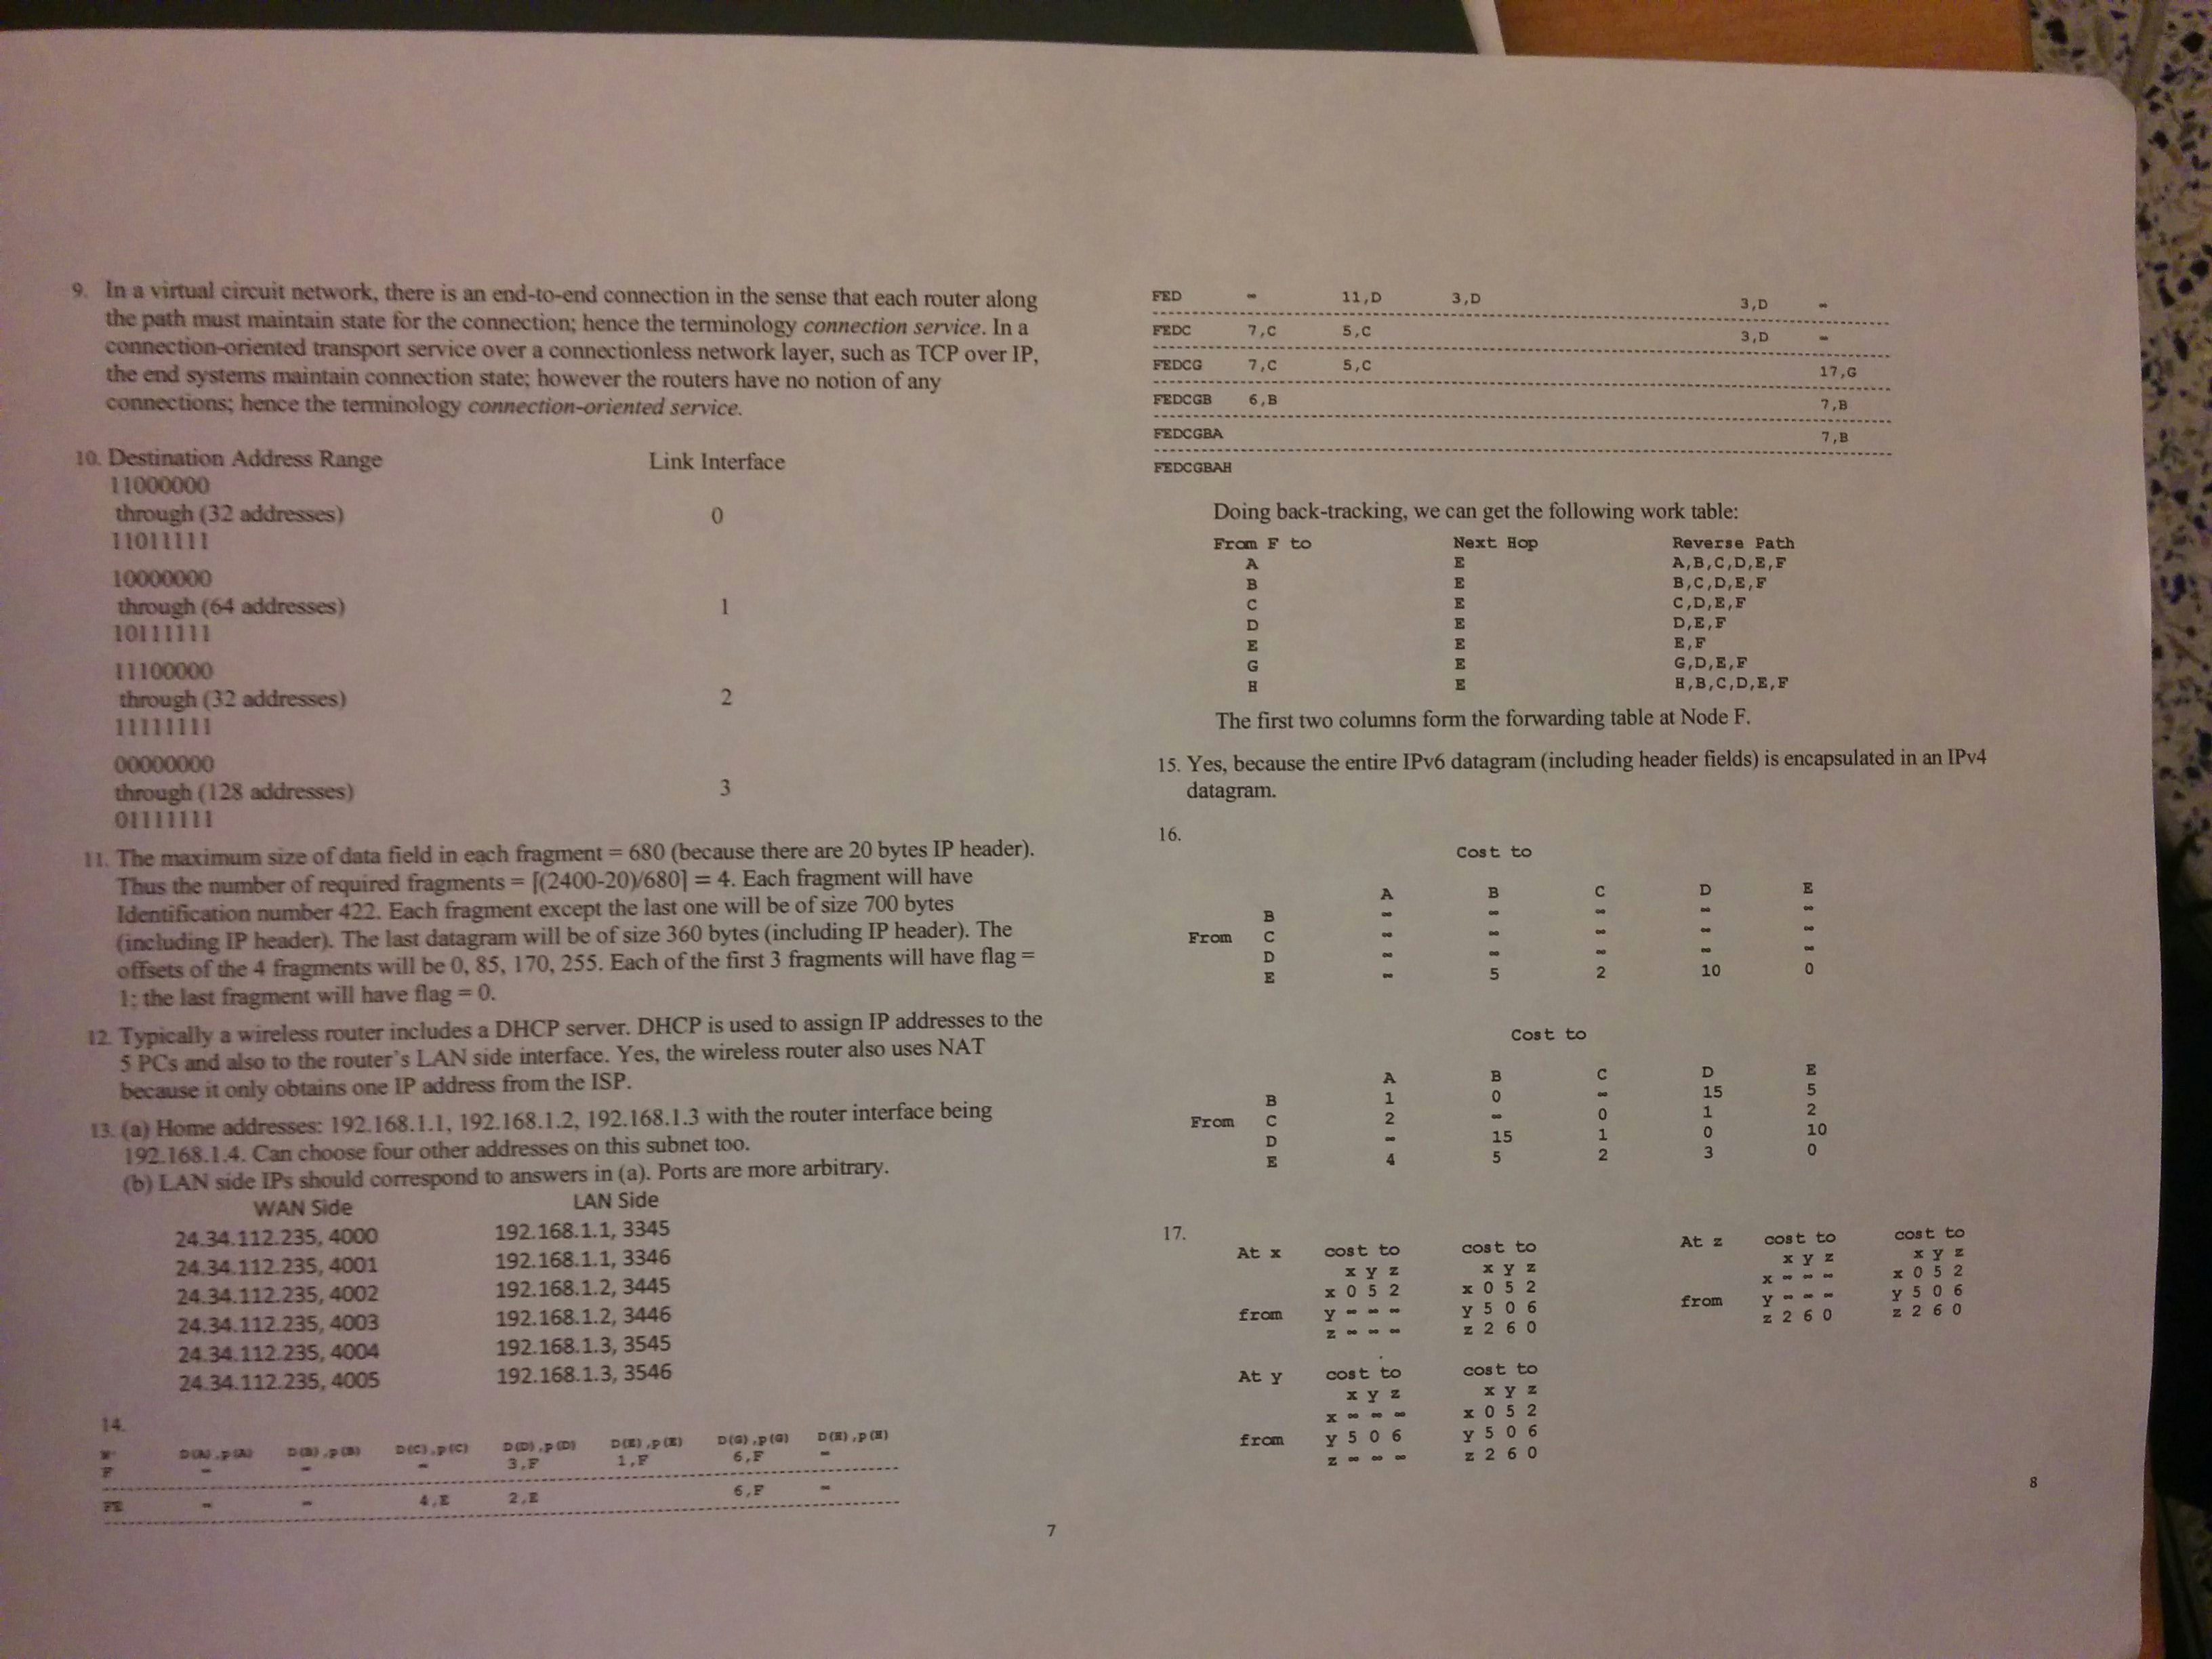 9. In a virtual circuit network, there is an end-to-end connection in the sense that each router along
the path must maintain state for the connection; hence the terminology connection service. In a
connection-oriented transport service over a connectionless network layer, such as TCP over IP,
the end systems maintain connection state; however the routers have no notion of any
connections; hence the terminology connection-oriented service.
10. Destination Address Range Link Interface
11000000
through (32 addresses) 0
11011111
10000000
through (64 addresses) 1
10111111
11100000
through (32 addresses) 2
11111111
00000000
through (128 addresses) 3
01111111
11. The maximum size of data field in each fragment = 680 (because there are 20 bytes IP header).
Thus the number of required fragments = ⌈(2400-20)/680⌉ = 4. Each fragment will have
Identification number 422. Each fragment except the last one will be of size 700 bytes
(including IP header). The last datagram will be of size 360 bytes (including IP header). The
offsets of the 4 fragments will be 0, 85, 170, 255. Each of the first 3 fragments will have flag =
1; the last fragment will have flag = 0.
12. Typically a wireless router includes a DHCP server. DHCP is used to assign IP addresses to the
5 PCs and also to the router's LAN side interface. Yes, the wireless router also uses NAT
because it only obtains one IP address from the ISP.
13. (a) Home addresses: 192.168.1.1, 192.168.1.2, 192.168.1.3 with the router interface being
192.168.1.4. Can choose four other addresses on this subnet too.
(b) LAN side IPs should correspond to answers in (a). Ports are more arbitrary.
WAN Side LAN Side
24.34.112.235, 4000 192.168.1.1, 3345
24.34.112.235, 4001 192.168.1.1, 3346
24.34.112.235, 4002 192.168.1.2, 3445
24.34.112.235, 4003 192.168.1.2, 3446
24.34.112.235, 4004 192.168.1.3, 3545
24.34.112.235, 4005 192.168.1.3, 3546
14.
N' D(A),p(A) D(B),p(B) D(C),p(C) D(D),p(D) D(E),p(E) D(G),p(G) D(H),p(H)
F ∞ ∞ ∞ 3,F 1,F 6,F ∞
FE ∞ ∞ 4,E 2,E 6,F ∞
7
FED ∞ 11,D 3,D 3,D ∞
FEDC 7,C 5,C 3,D ∞
FEDCG 7,C 5,C 17,G
FEDCGB 6,B 7,B
FEDCGBA 7,B
FEDCGBAH
Doing back-tracking, we can get the following work table:
From F to Next Hop Reverse Path
A E A,B,C,D,E,F
B E B,C,D,E,F
C E C,D,E,F
D E D,E,F
E E E,F
G E G,D,E,F
H E H,B,C,D,E,F
The first two columns form the forwarding table at Node F.
15. Yes, because the entire IPv6 datagram (including header fields) is encapsulated in an IPv4
datagram.
16.
Cost to
A B C D E
B ∞ ∞ ∞ ∞ ∞
From C ∞ ∞ ∞ ∞ ∞
D ∞ ∞ ∞ ∞ ∞
E ∞ 5 2 10 0
Cost to
A B C D E
B 1 0 ∞ 15 5
From C 2 ∞ 0 1 2
D ∞ 15 1 0 10
E 4 5 2 3 0
17.
At x cost to cost to At z cost to cost to
x y z x y z x y z x y z
x 0 5 2 x 0 5 2 x ∞ ∞ ∞ x 0 5 2
from y ∞ ∞ ∞ y 5 0 6 from y ∞ ∞ ∞ y 5 0 6
z ∞ ∞ ∞ z 2 6 0 z 2 6 0 z 2 6 0
At y cost to cost to
x y z x y z
x ∞ ∞ ∞ x 0 5 2
from y 5 0 6 y 5 0 6
z ∞ ∞ ∞ z 2 6 0
8